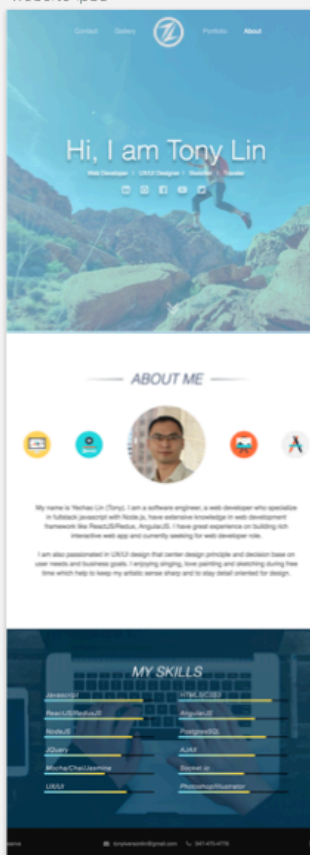 Contact Gallery Portfolio About
Hi, I am Tony Lin
Web Developer | UX/UI Designer | Sketcher | Traveler
ABOUT ME
My name is Yechao Lin (Tony). I am a software engineer, a web developer who specialize
in fullstack javascript with Node.js, have extensive knowledge in web development
framework like ReactJS/Redux, AngularJS. I have great experience on building rich
interactive web app and currently seeking for web developer role.
I am also passionated in UX/UI design that center design principle and decision base on
user needs and business goals. I enjoying singing, love painting and sketching during free
time which help to keep my artistic sense sharp and to stay detail oriented for design.
MY SKILLS
Javascript HTML5/CSS3
ReactJS/ReduxJS AngularJS
NodeJS PostgresSQL
JQuery AJAX
Mocha/Chai/Jasmine Socket.io
UX/UI Photoshop/Illustrator